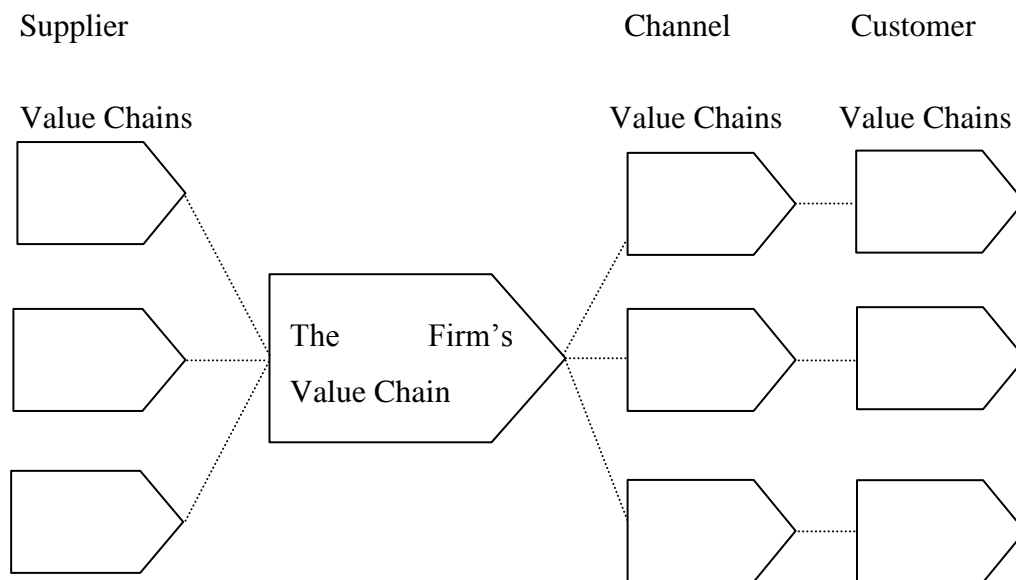 Supplier
Channel
Customer
Value Chains
Value Chains
Value Chains
The Firm’s
Value Chain